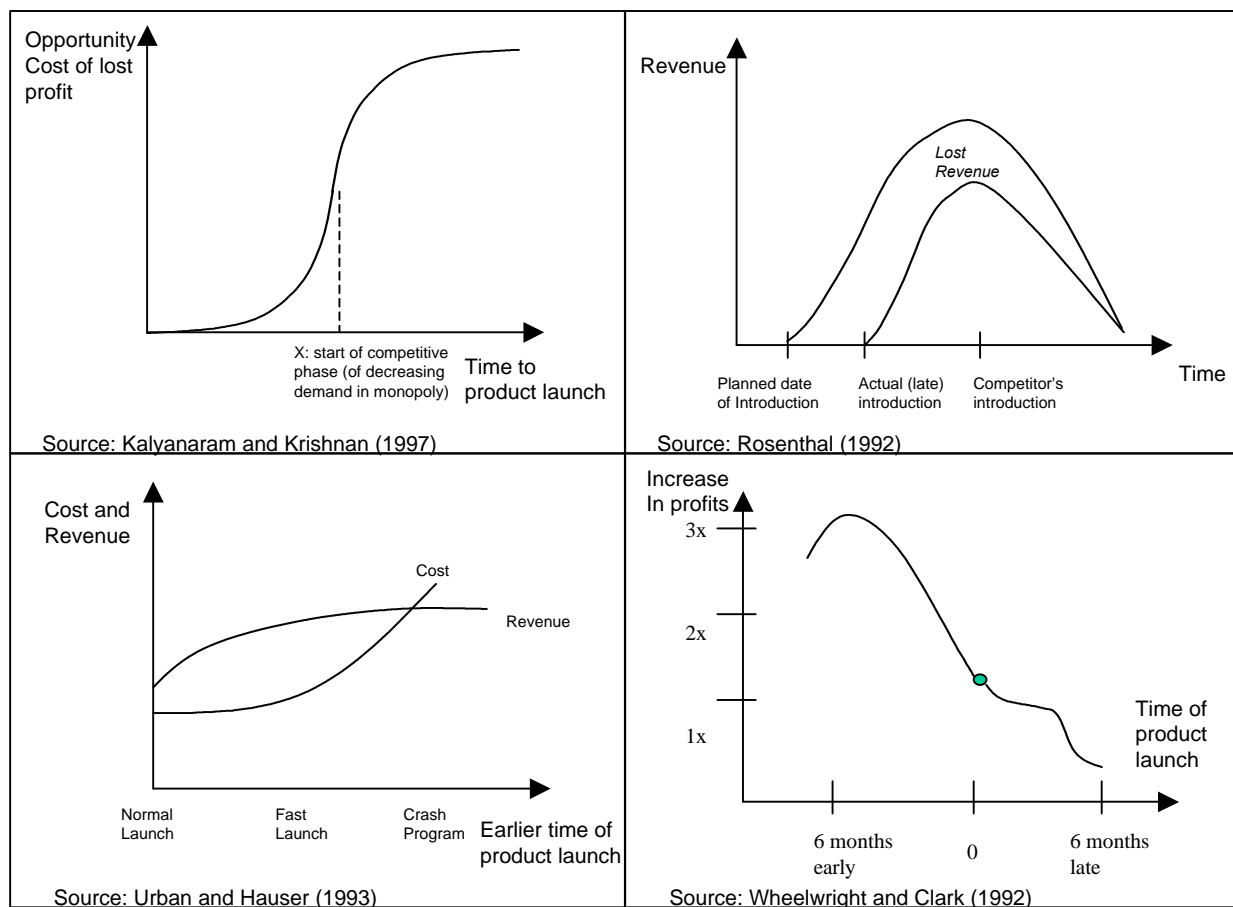 Opportunity
Cost of lost
profit
X: start of competitive
phase (of decreasing
demand in monopoly)
Time to
product launch
Source: Kalyanaram and Krishnan (1997)
Revenue
Lost
Revenue
Planned date
of Introduction
Actual (late)
introduction
Competitor's
introduction
Time
Source: Rosenthal (1992)
Cost and
Revenue
Cost
Revenue
Normal
Launch
Fast
Launch
Crash
Program
Earlier time of
product launch
Source: Urban and Hauser (1993)
Increase
In profits
3x
2x
1x
Time of
product
launch
6 months
early
0
6 months
late
Source: Wheelwright and Clark (1992)